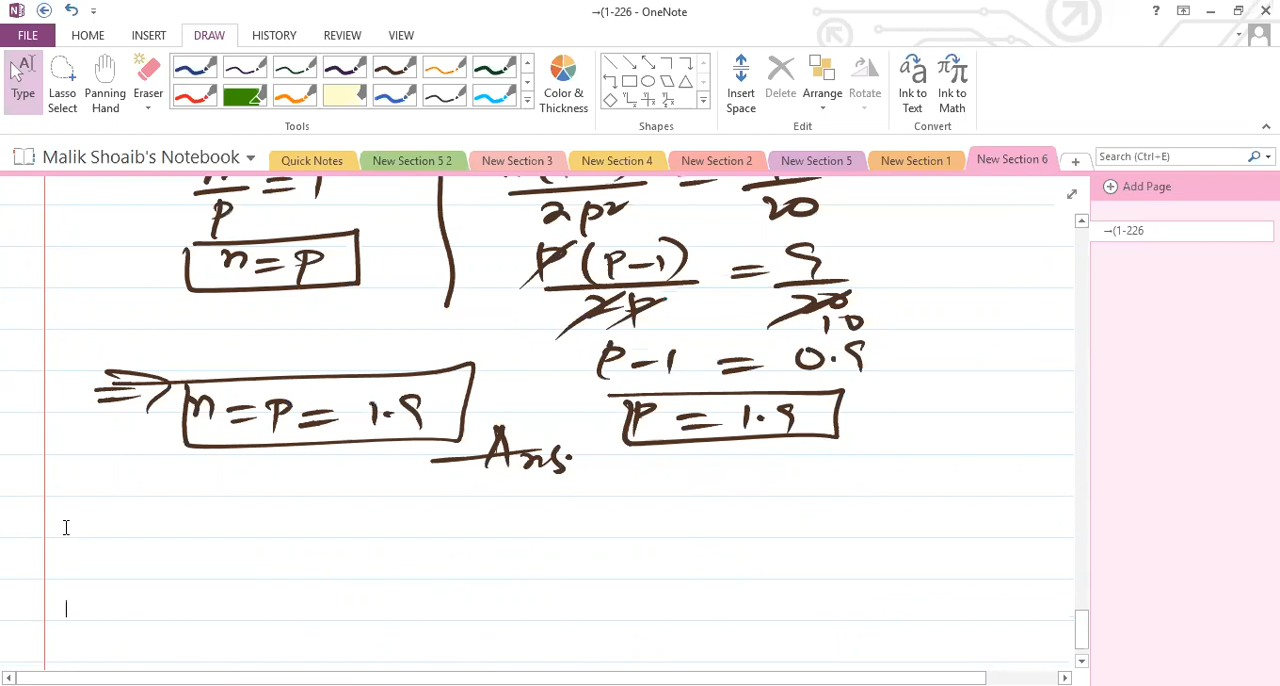 →(1-226 - OneNote
FILE HOME INSERT DRAW HISTORY REVIEW VIEW
Type
Lasso Select
Panning Hand
Eraser
Color & Thickness
Insert Space
Delete
Arrange
Rotate
Ink to Text
Ink to Math
Tools
Shapes
Edit
Convert
Malik Shoaib's Notebook
Quick Notes
New Section 5 2
New Section 3
New Section 4
New Section 2
New Section 5
New Section 1
New Section 6
Search (Ctrl+E)
Add Page
→(1-226
p
2p2 20
n = p
p(p-1) = 9
2p 20
10
p-1 = 0.9
n = p = 1.9
p = 1.9
Ans.